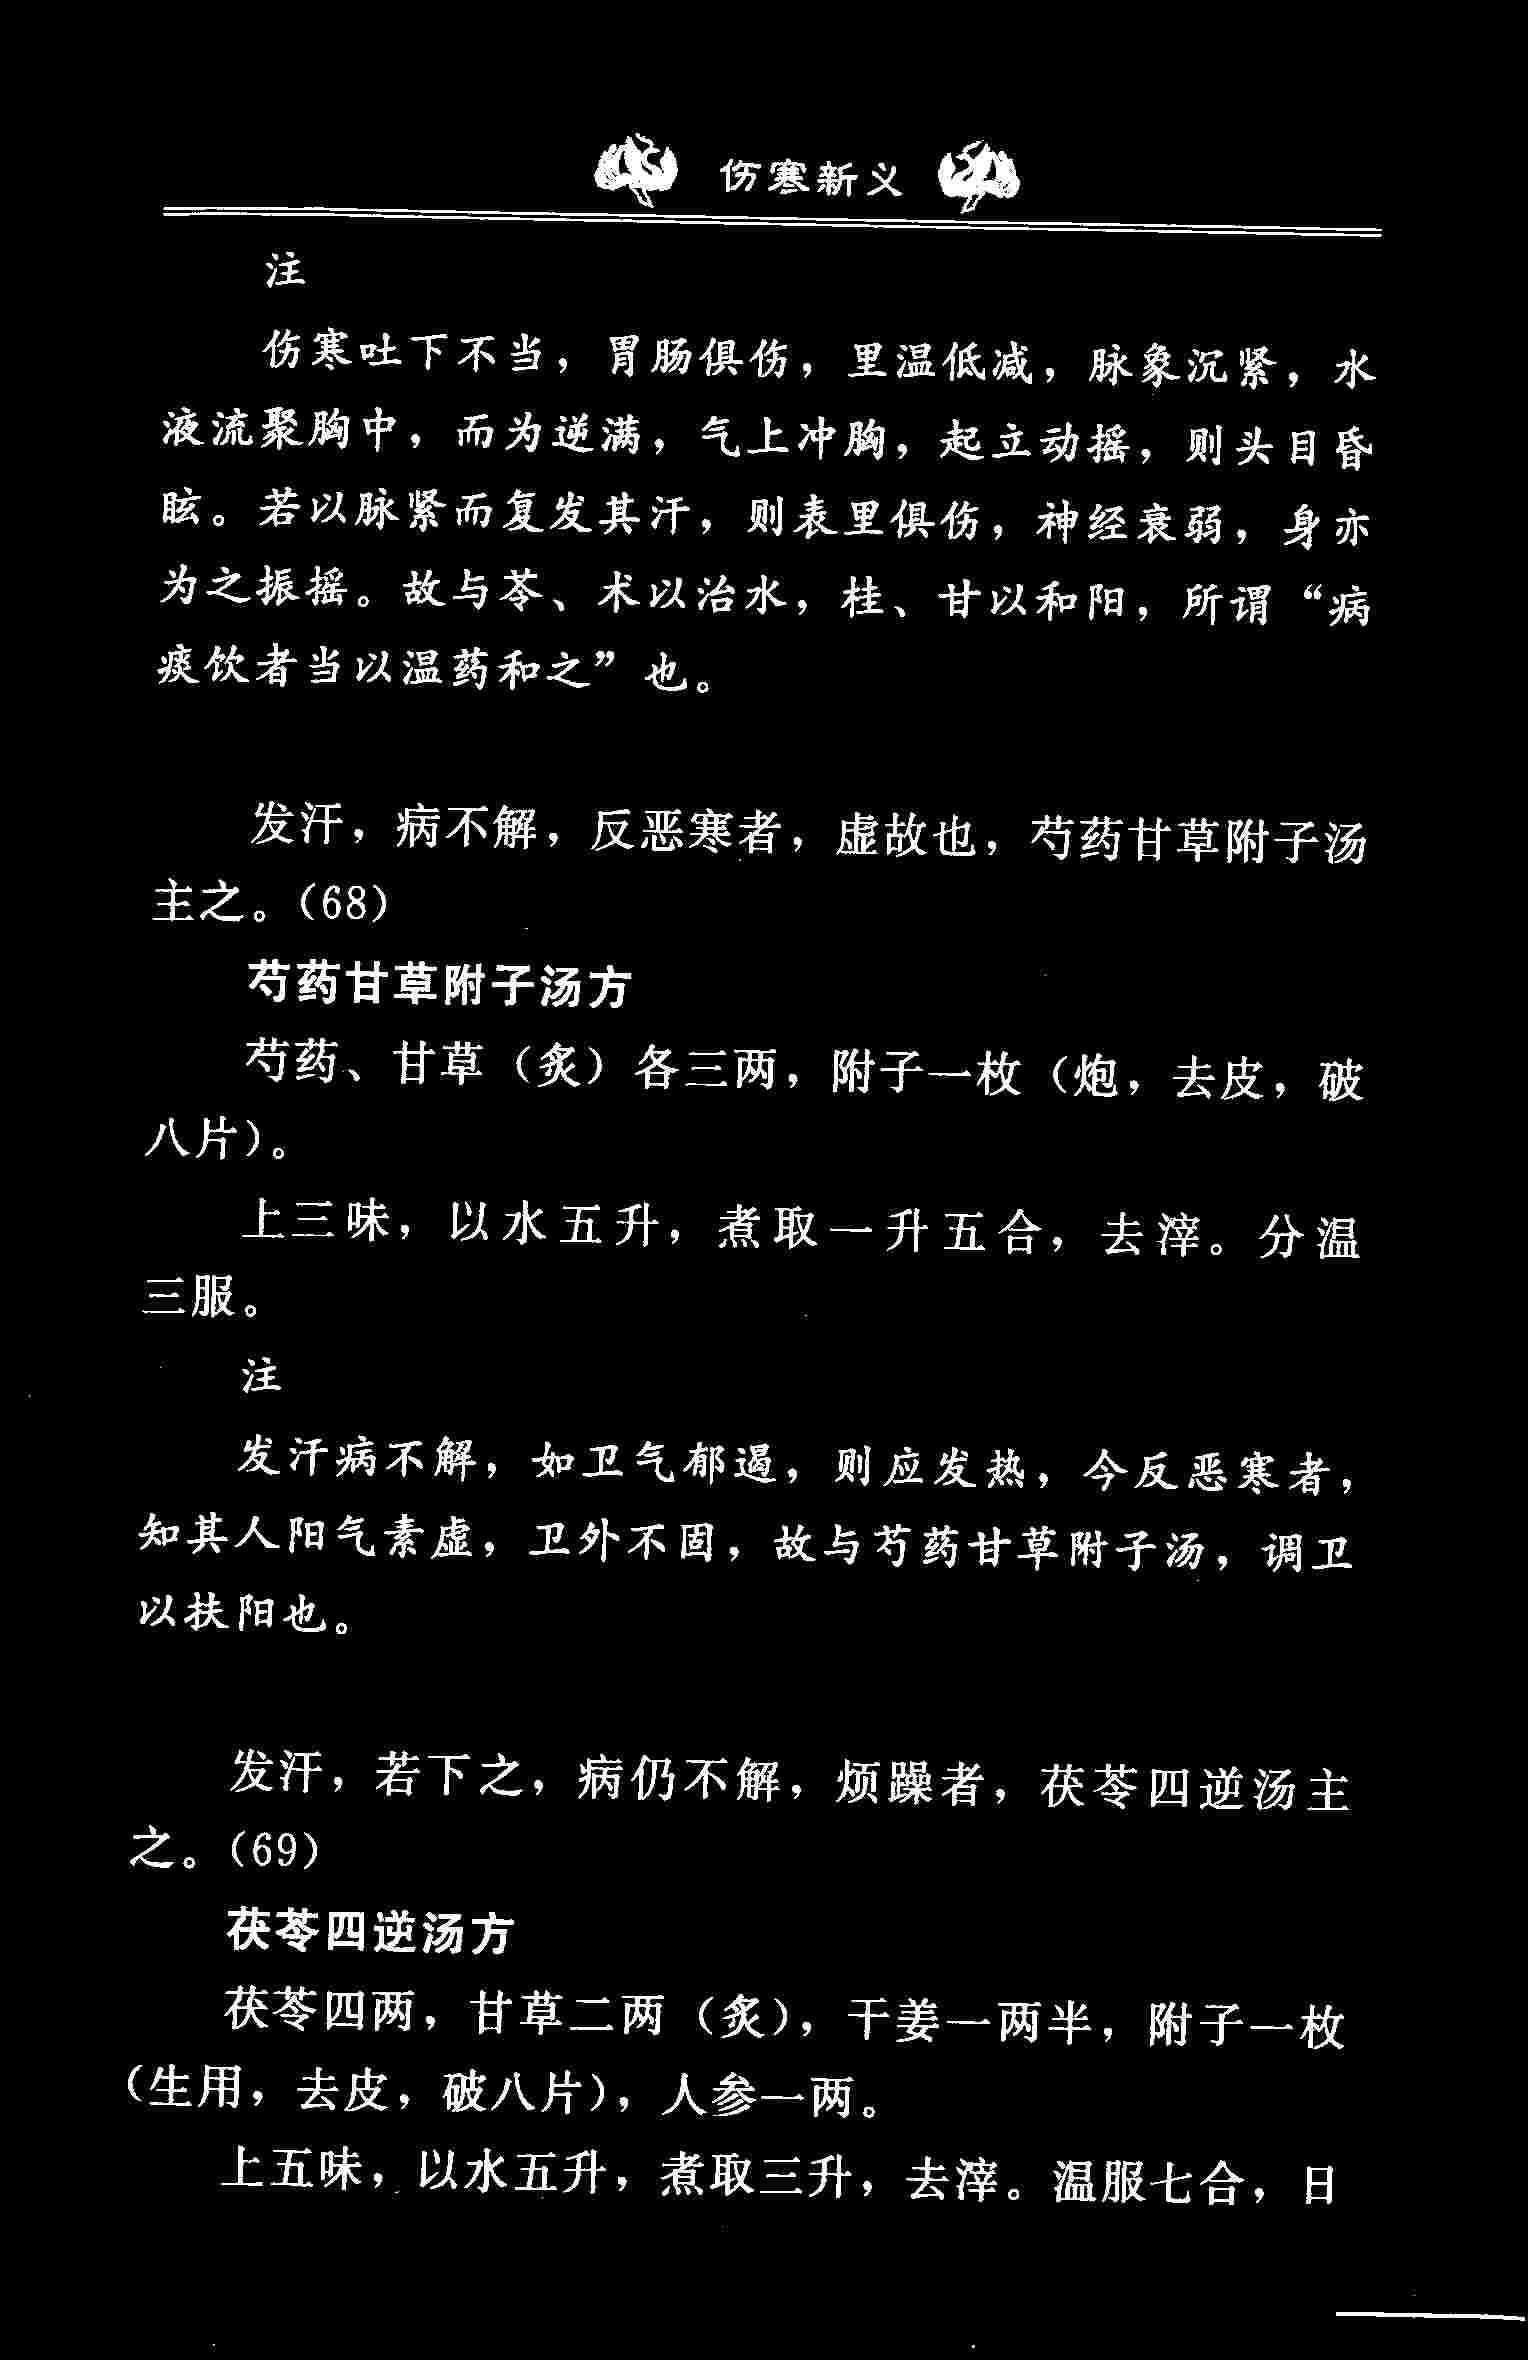 伤寒新义
注
伤寒吐下不当，胃肠俱伤，里温低减，脉象沉紧，水
液流聚胸中，而为逆满，气上冲胸，起立动摇，则头目昏
眩。若以脉紧而复发其汗，则表里俱伤，神经衰弱，身亦
为之振摇。故与苓、术以治水，桂、甘以和阳，所谓“病
痰饮者当以温药和之”也。
发汗，病不解，反恶寒者，虚故也，芍药甘草附子汤
主之。（68）
芍药甘草附子汤方
芍药、甘草（炙）各三两，附子一枚（炮，去皮，破
八片）。
上三味，以水五升，煮取一升五合，去滓。分温
三服。
注
发汗病不解，如卫气郁遏，则应发热，今反恶寒者，
知其人阳气素虚，卫外不固，故与芍药甘草附子汤，调卫
以扶阳也。
发汗，若下之，病仍不解，烦躁者，茯苓四逆汤主
之。（69）
茯苓四逆汤方
茯苓四两，甘草二两（炙），干姜一两半，附子一枚
（生用，去皮，破八片），人参一两。
上五味，以水五升，煮取三升，去滓。温服七合，日